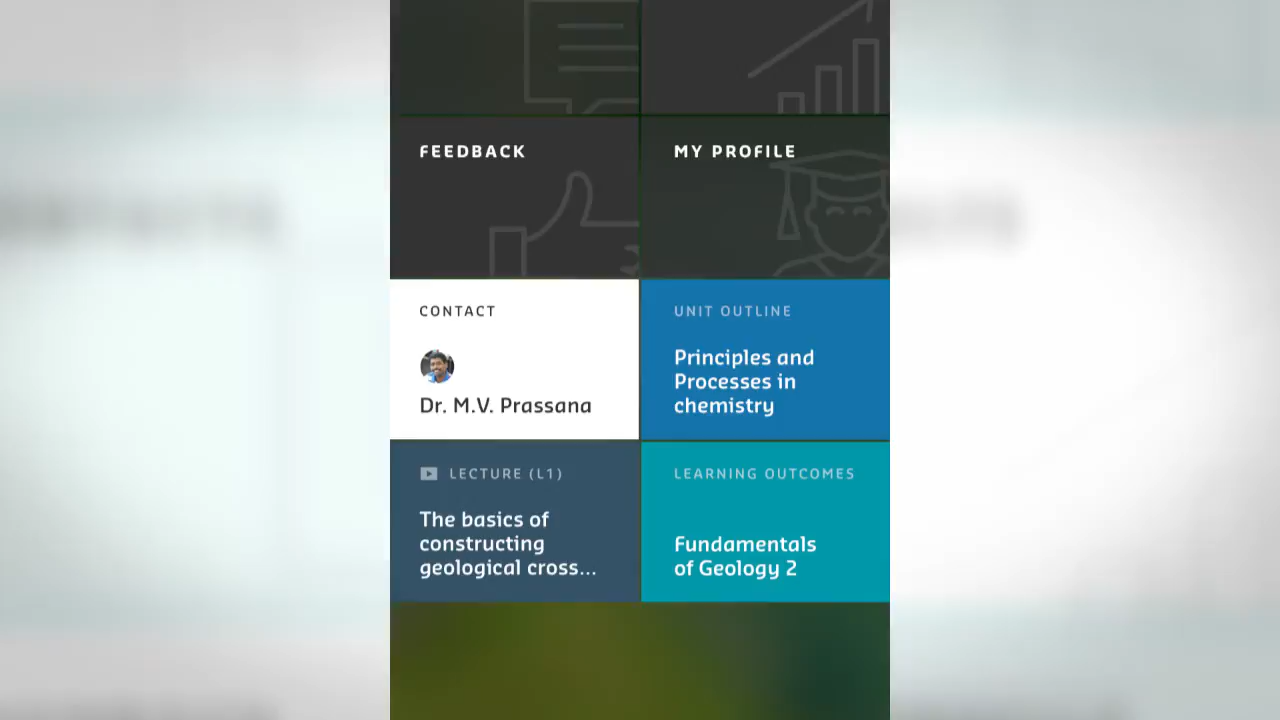 FEEDBACK
MY PROFILE
CONTACT
Dr. M.V. Prassana
UNIT OUTLINE
Principles and
Processes in
chemistry
LECTURE (L1)
The basics of
constructing
geological cross...
LEARNING OUTCOMES
Fundamentals
of Geology 2